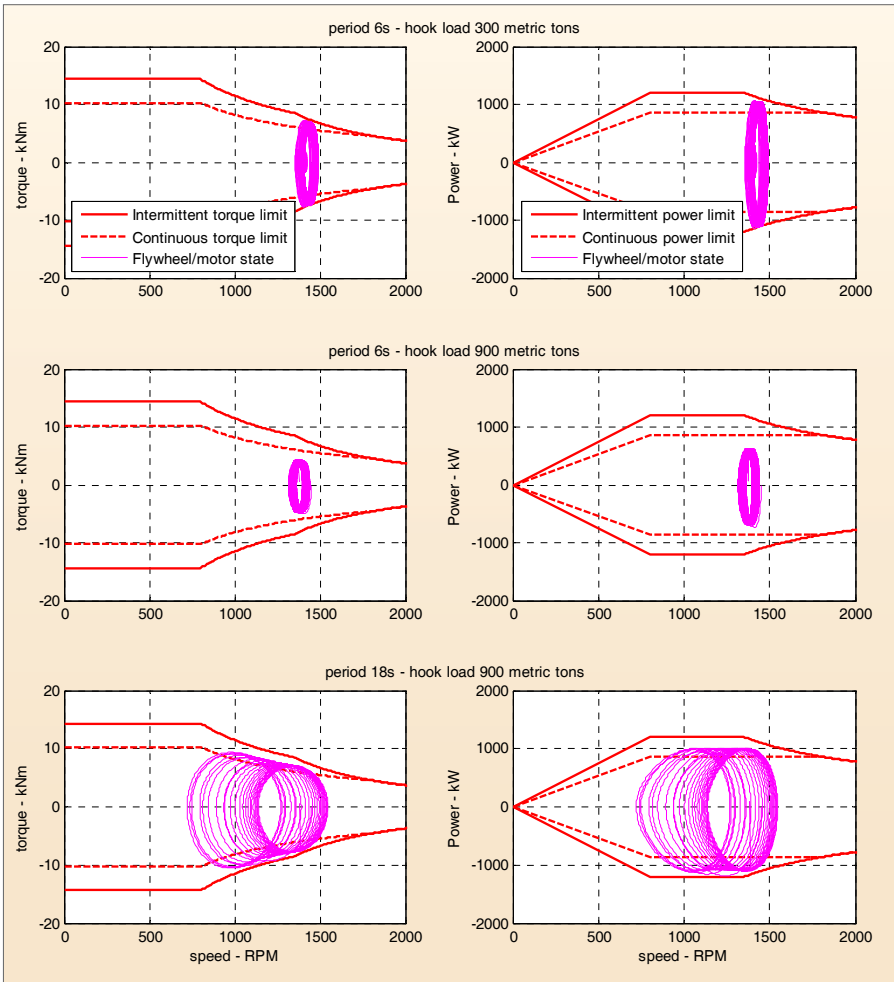 period 6s - hook load 300 metric tons
20
10
0
-10
-20
torque - kNm
Intermittent torque limit
Continuous torque limit
Flywheel/motor state
0 500 1000 1500 2000
2000
1000
0
-1000
-2000
Power - kW
Intermittent power limit
Continuous power limit
Flywheel/motor state
0 500 1000 1500 2000
period 6s - hook load 900 metric tons
20
10
0
-10
-20
torque - kNm
0 500 1000 1500 2000
2000
1000
0
-1000
-2000
Power - kW
0 500 1000 1500 2000
period 18s - hook load 900 metric tons
20
10
0
-10
-20
torque - kNm
0 500 1000 1500 2000
speed - RPM
2000
1000
0
-1000
-2000
Power - kW
0 500 1000 1500 2000
speed - RPM